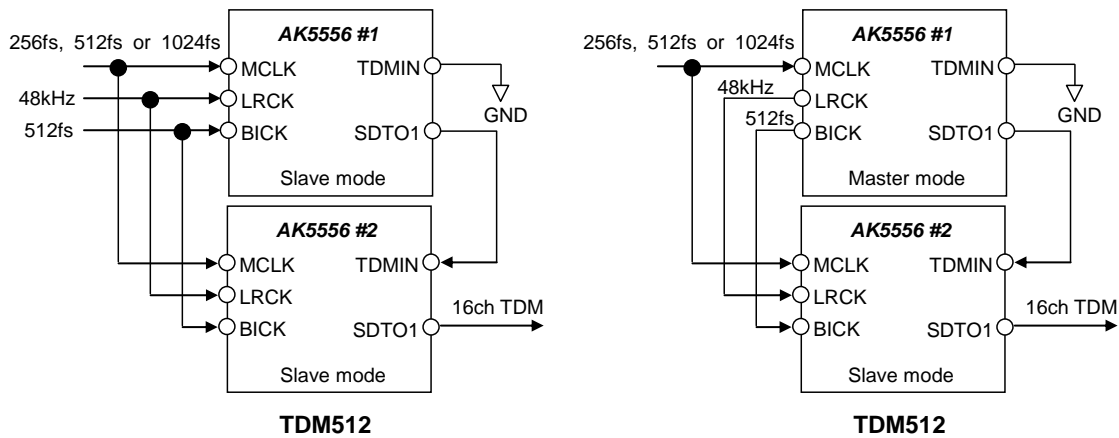 AK5556 #1
256fs, 512fs or 1024fs
MCLK
TDMIN
48kHz
LRCK
GND
512fs
BICK
SDTO1
Slave mode
AK5556 #2
MCLK
TDMIN
LRCK
16ch TDM
BICK
SDTO1
Slave mode
TDM512
AK5556 #1
256fs, 512fs or 1024fs
MCLK
TDMIN
48kHz
LRCK
GND
512fs
BICK
SDTO1
Master mode
AK5556 #2
MCLK
TDMIN
LRCK
16ch TDM
BICK
SDTO1
Slave mode
TDM512